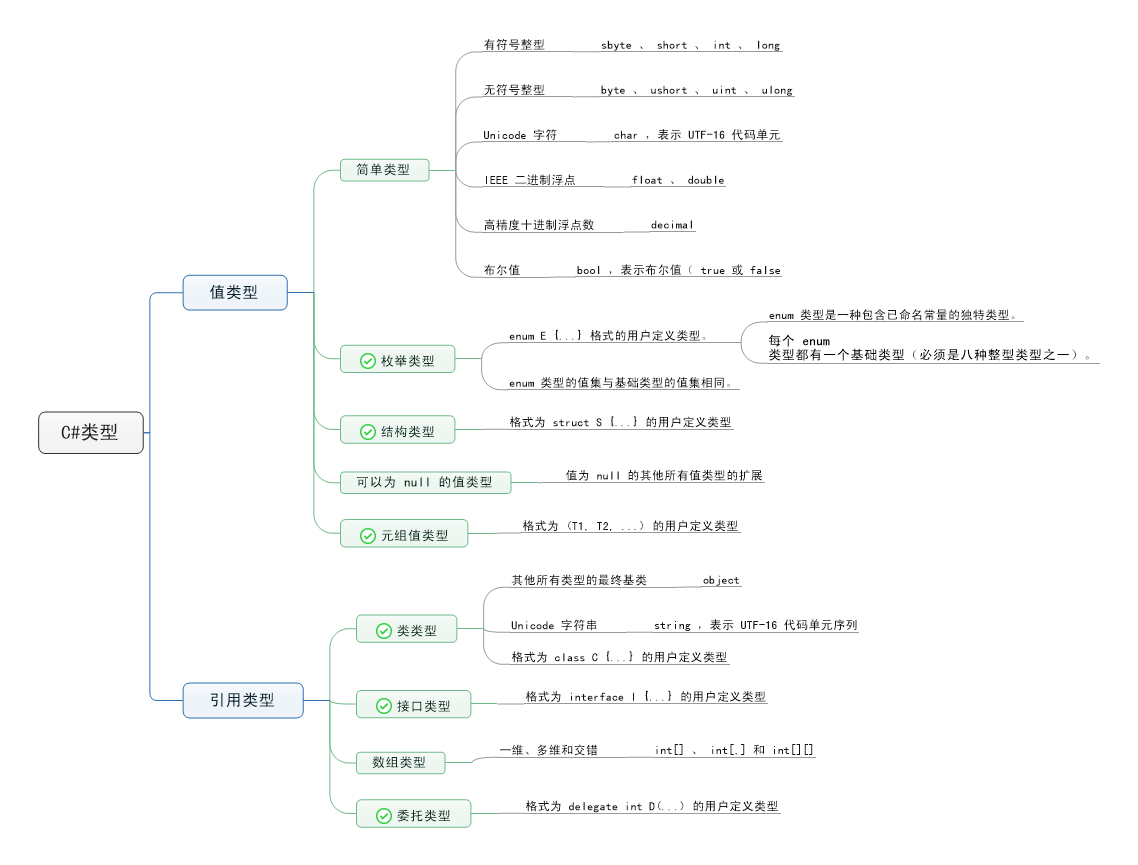 C#类型
值类型
简单类型
有符号整型
sbyte 、 short 、 int 、 long
无符号整型
byte 、 ushort 、 uint 、 ulong
Unicode 字符
char ，表示 UTF-16 代码单元
IEEE 二进制浮点
float 、 double
高精度十进制浮点数
decimal
布尔值
bool ，表示布尔值（ true 或 false
枚举类型
enum E {...} 格式的用户定义类型。
enum 类型是一种包含已命名常量的独特类型。
每个 enum
类型都有一个基础类型（必须是八种整型类型之一）。
enum 类型的值集与基础类型的值集相同。
结构类型
格式为 struct S {...} 的用户定义类型
可以为 null 的值类型
值为 null 的其他所有值类型的扩展
元组值类型
格式为（T1, T2, ...）的用户定义类型
引用类型
类类型
其他所有类型的最终基类
object
Unicode 字符串
string ，表示 UTF-16 代码单元序列
格式为 class C {...} 的用户定义类型
接口类型
格式为 interface I {...} 的用户定义类型
数组类型
一维、多维和交错
int[] 、 int[,] 和 int[][]
委托类型
格式为 delegate int D(...）的用户定义类型